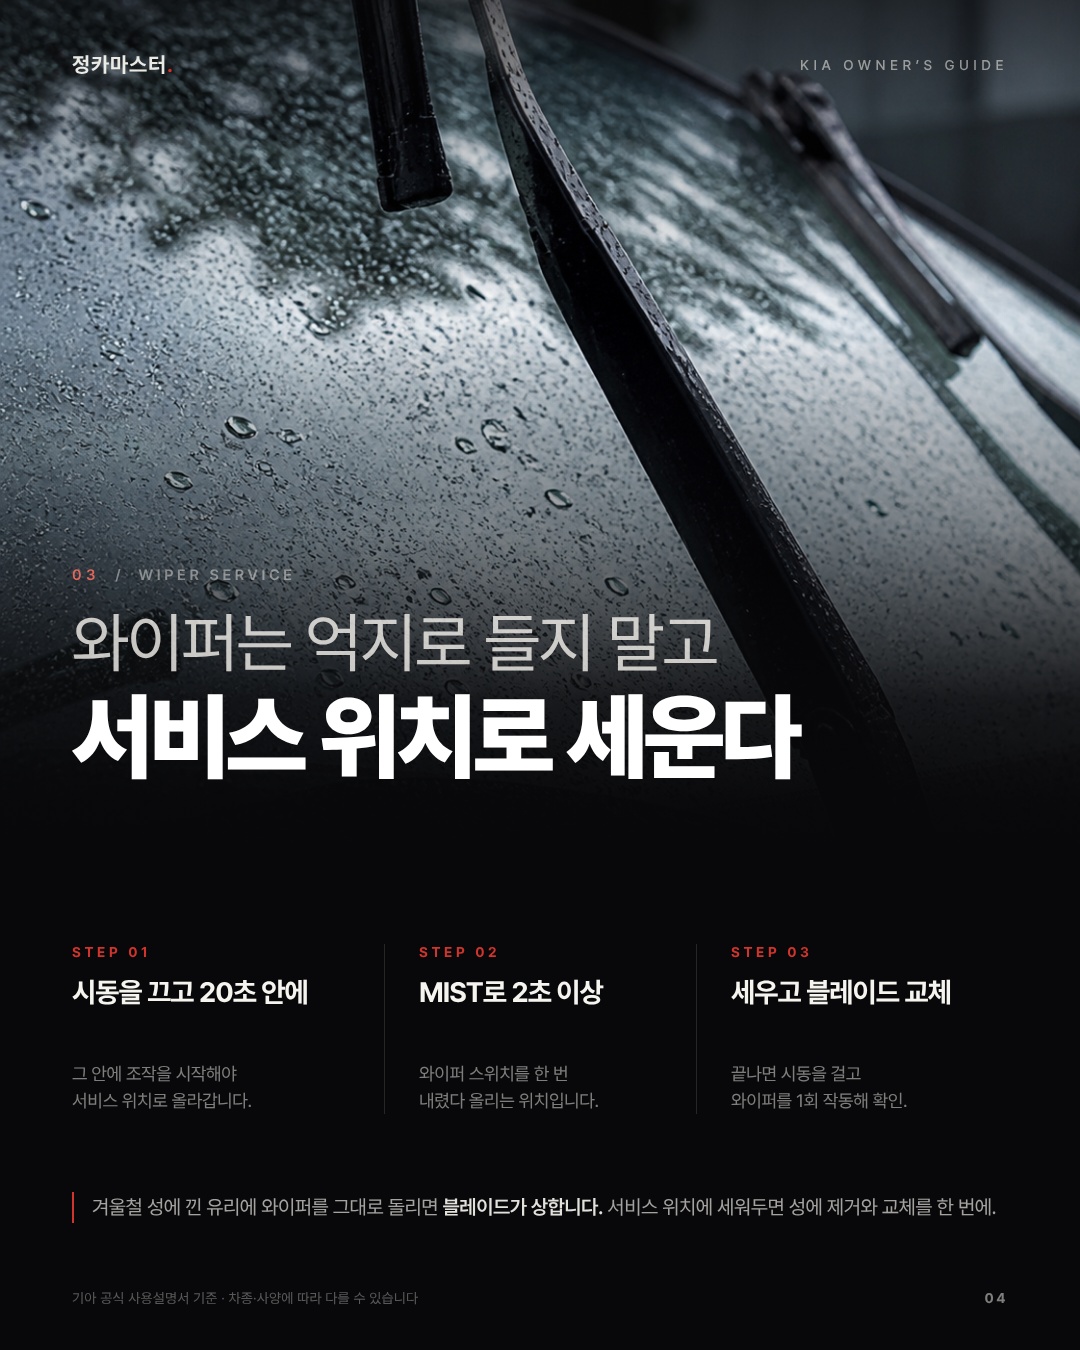 정카마스터.
KIA OWNER’S GUIDE
03 / WIPER SERVICE
와이퍼는 억지로 들지 말고
서비스 위치로 세운다
STEP 01
시동을 끄고 20초 안에
그 안에 조작을 시작해야
서비스 위치로 올라갑니다.
STEP 02
MIST로 2초 이상
와이퍼 스위치를 한 번
내렸다 올리는 위치입니다.
STEP 03
세우고 블레이드 교체
끝나면 시동을 걸고
와이퍼를 1회 작동해 확인.
겨울철 성에 낀 유리에 와이퍼를 그대로 돌리면 블레이드가 상합니다. 서비스 위치에 세워두면 성에 제거와 교체를 한 번에.
기아 공식 사용설명서 기준 · 차종·사양에 따라 다를 수 있습니다
04